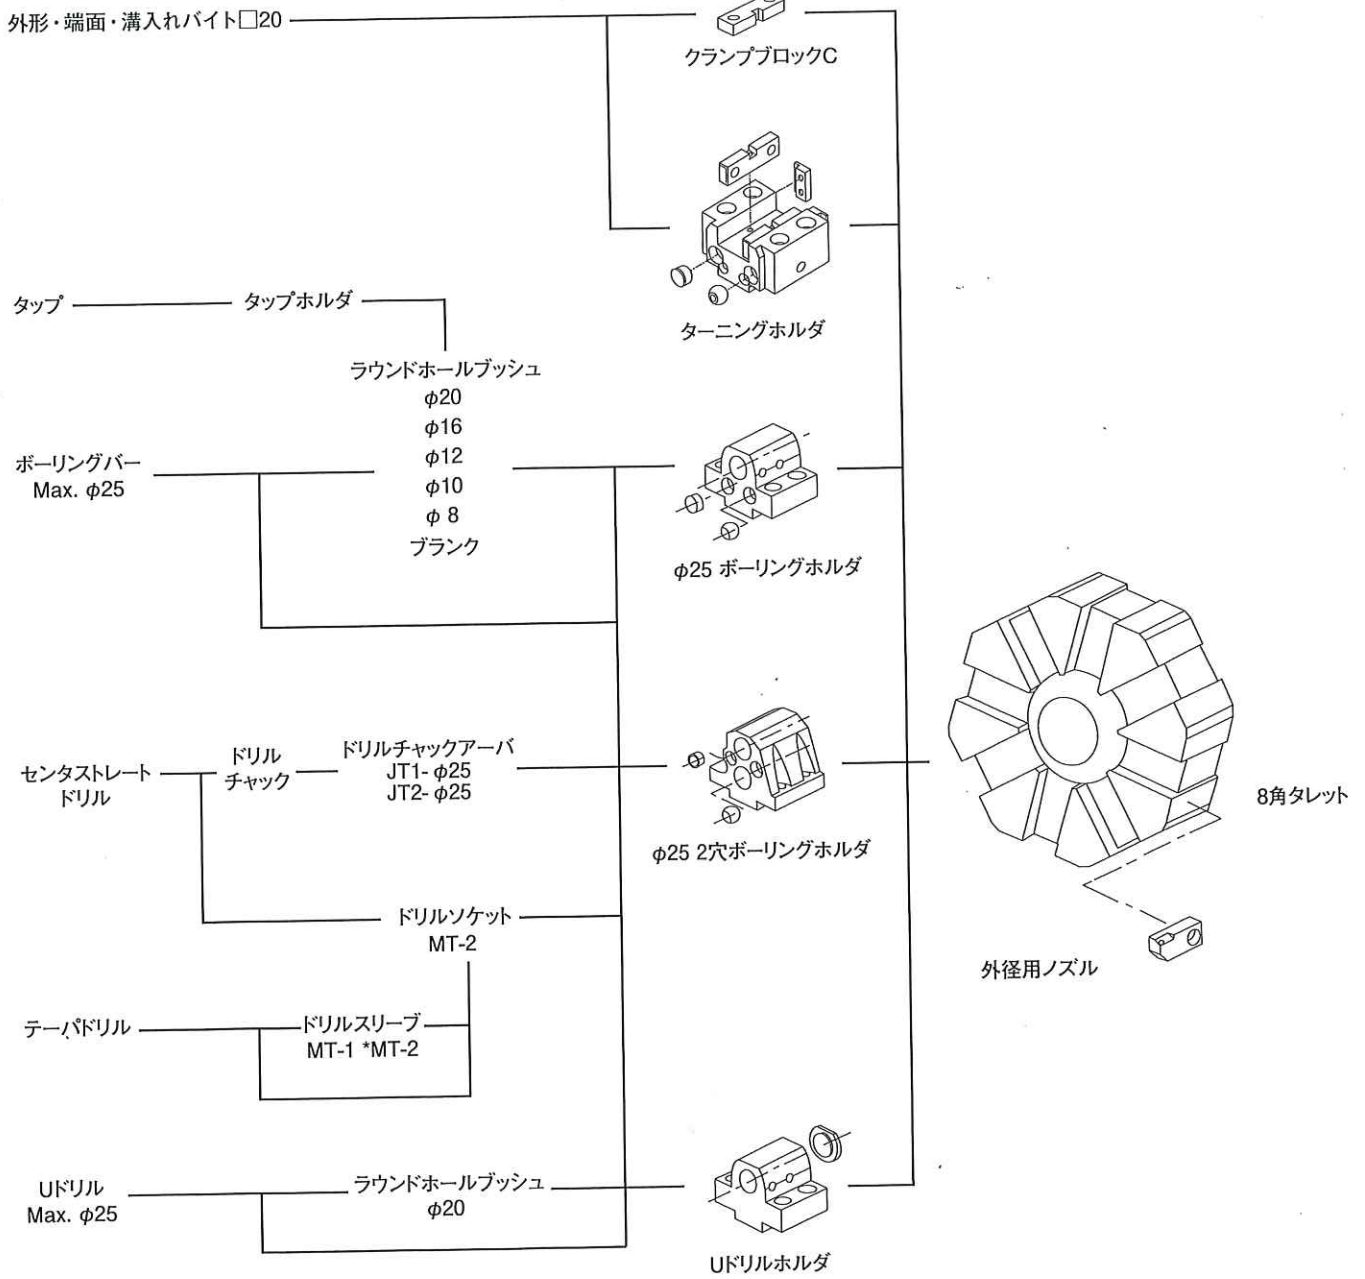 外形・端面・溝入れバイト□20
クランプブロックC
ターニングホルダ
タップ
タップホルダ
ラウンドホールブッシュ
φ20
φ16
φ12
φ10
φ 8
ブランク
ボーリングバー
Max. φ25
φ25 ボーリングホルダ
センタストレート
ドリル
ドリル
チャック
ドリルチャックアーバ
JT1- φ25
JT2- φ25
φ25 2穴ボーリングホルダ
8角タレット
ドリルソケット
MT-2
外径用ノズル
テーパドリル
ドリルスリーブ
MT-1 *MT-2
Uドリル
Max. φ25
ラウンドホールブッシュ
φ20
Uドリルホルダ